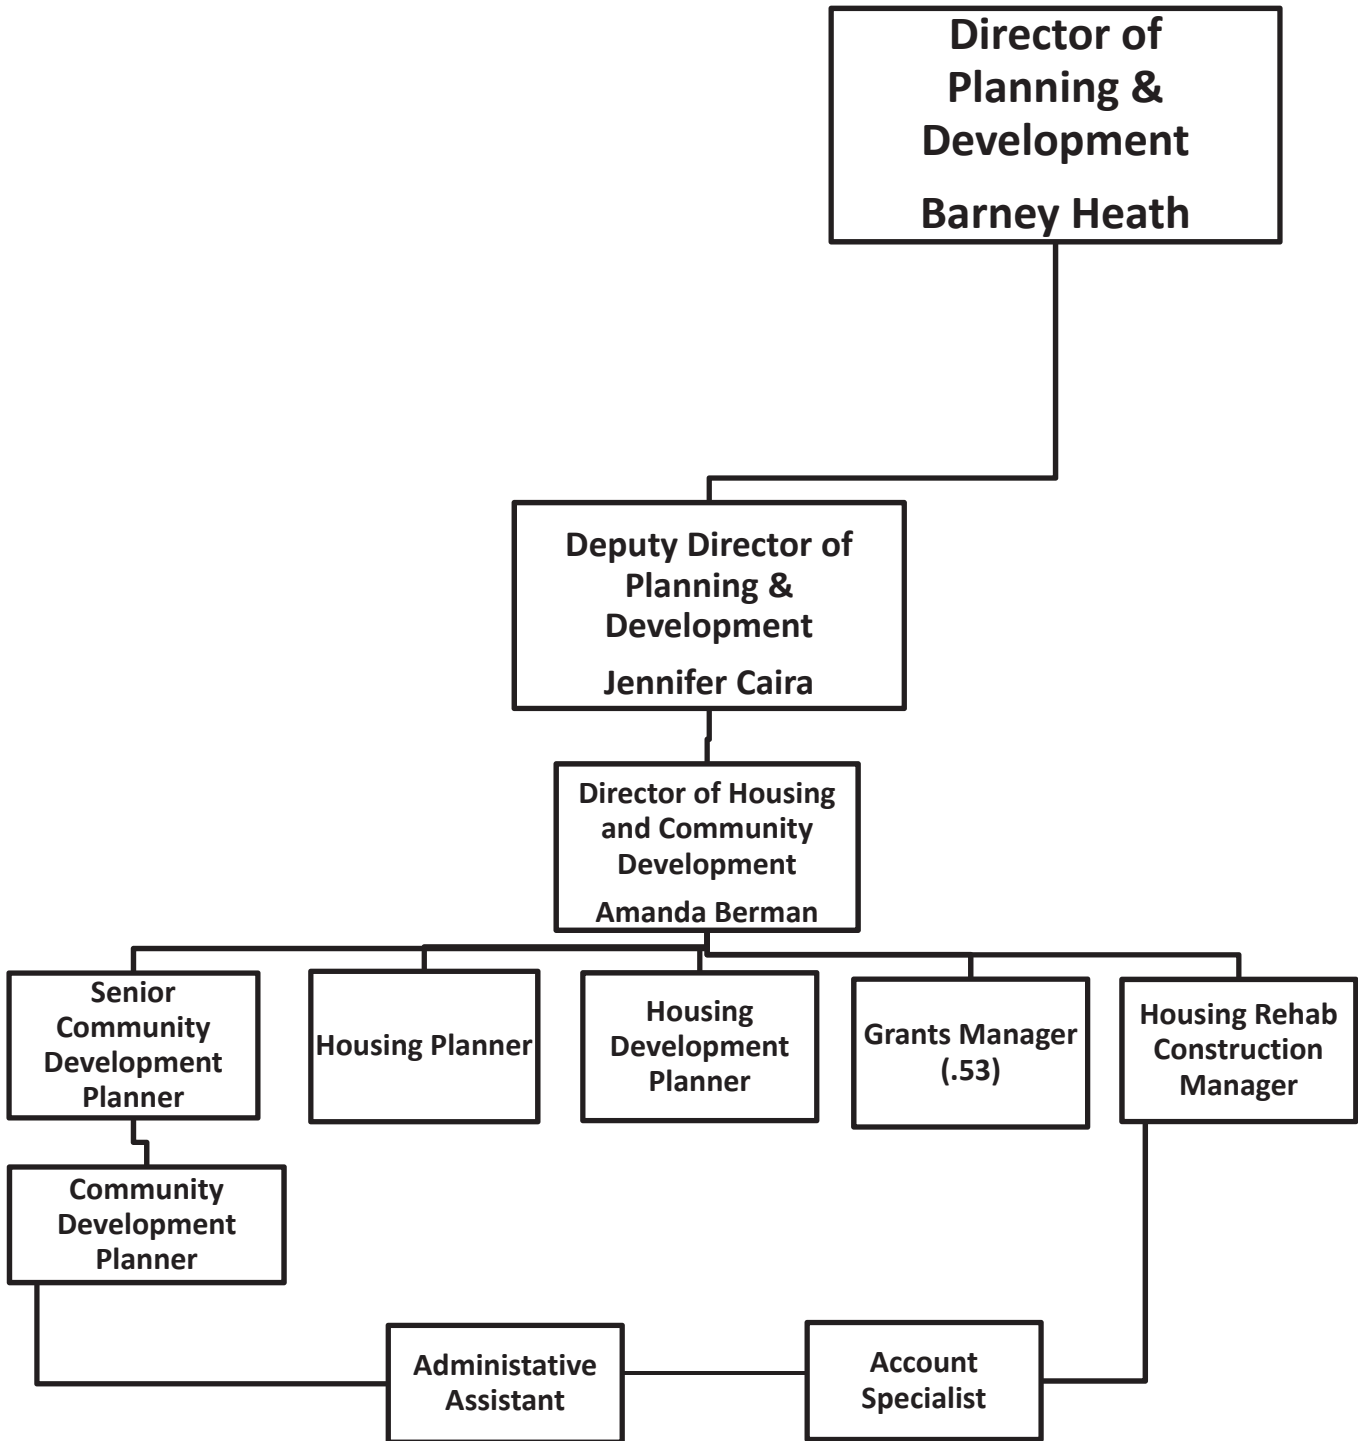 Director of
Planning &
Development
Barney Heath
Deputy Director of
Planning &
Development
Jennifer Caira
Director of Housing
and Community
Development
Amanda Berman
Senior
Community
Development
Planner
Housing Planner
Housing
Development
Planner
Grants Manager
(.53)
Housing Rehab
Construction
Manager
Community
Development
Planner
Administative
Assistant
Account
Specialist